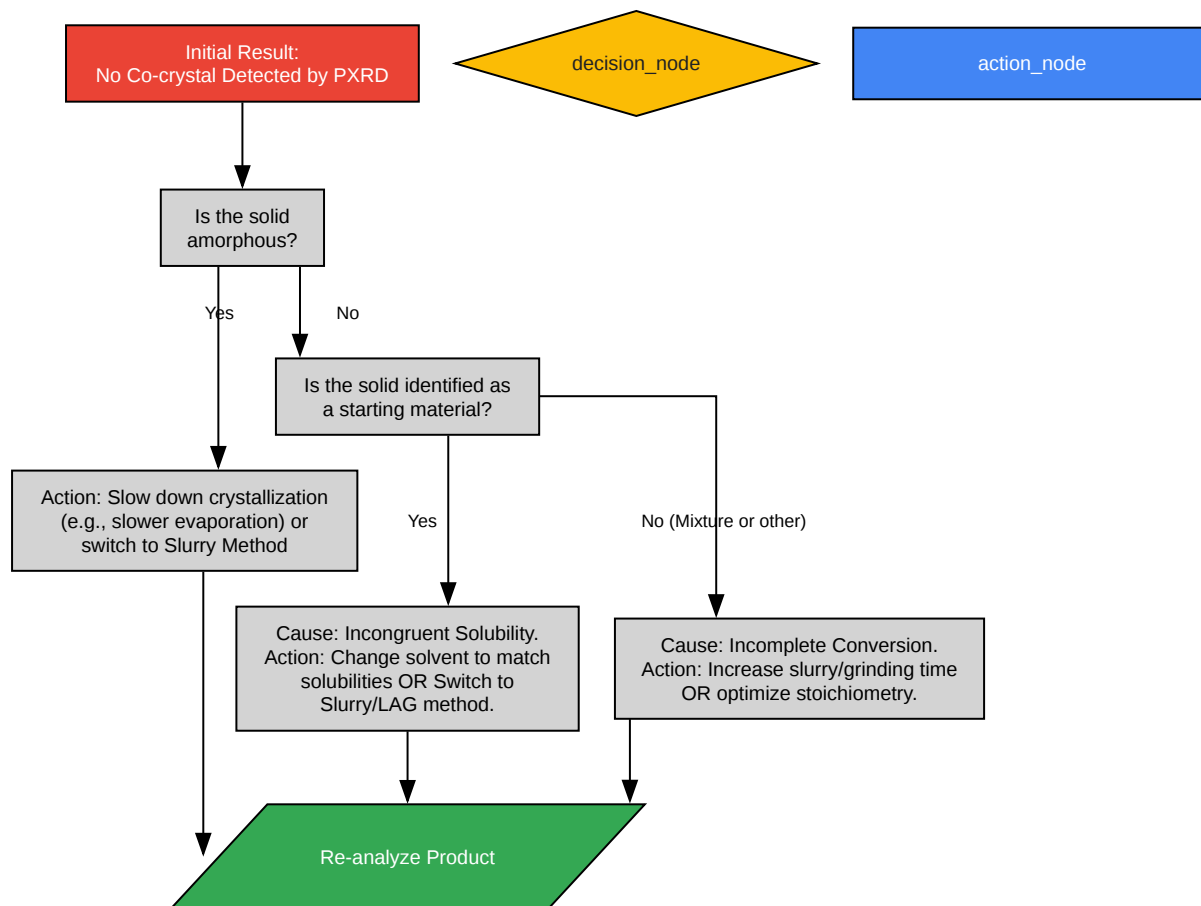 Initial Result:
No Co-crystal Detected by PXRD
decision_node
action_node
Is the solid
amorphous?
Yes
No
Is the solid identified as
a starting material?
Action: Slow down crystallization
(e.g., slower evaporation) or
switch to Slurry Method
Yes
No (Mixture or other)
Cause: Incongruent Solubility.
Action: Change solvent to match
solubilities OR Switch to
Slurry/LAG method.
Cause: Incomplete Conversion.
Action: Increase slurry/grinding time
OR optimize stoichiometry.
Re-analyze Product